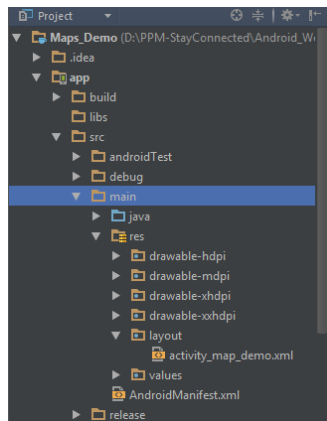 Project
Maps_Demo (D:\PPM-StayConnected\Android_W
.idea
app
build
libs
src
androidTest
debug
main
java
res
drawable-hdpi
drawable-mdpi
drawable-xhdpi
drawable-xxhdpi
layout
activity_map_demo.xml
values
AndroidManifest.xml
release